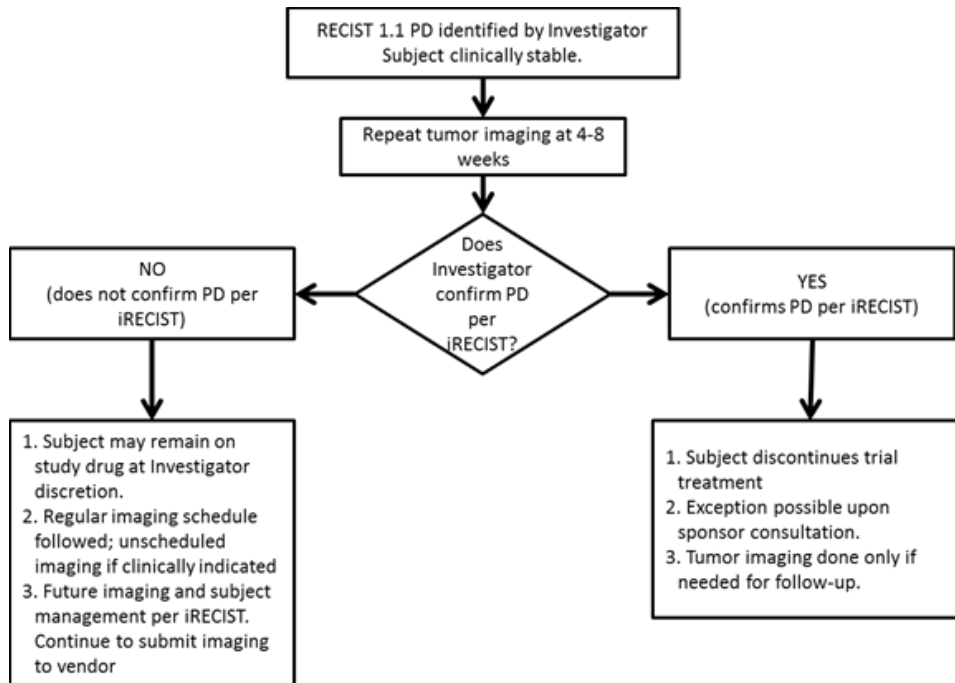 RECIST 1.1 PD identified by Investigator
Subject clinically stable.
Repeat tumor imaging at 4-8
weeks
Does
Investigator
confirm PD
per
iRECIST?
NO
(does not confirm PD per
iRECIST)
YES
(confirms PD per iRECIST)
1. Subject may remain on
study drug at Investigator
discretion.
2. Regular imaging schedule
followed; unscheduled
imaging if clinically indicated
3. Future imaging and subject
management per iRECIST.
Continue to submit imaging
to vendor
1. Subject discontinues trial
treatment
2. Exception possible upon
sponsor consultation.
3. Tumor imaging done only if
needed for follow-up.